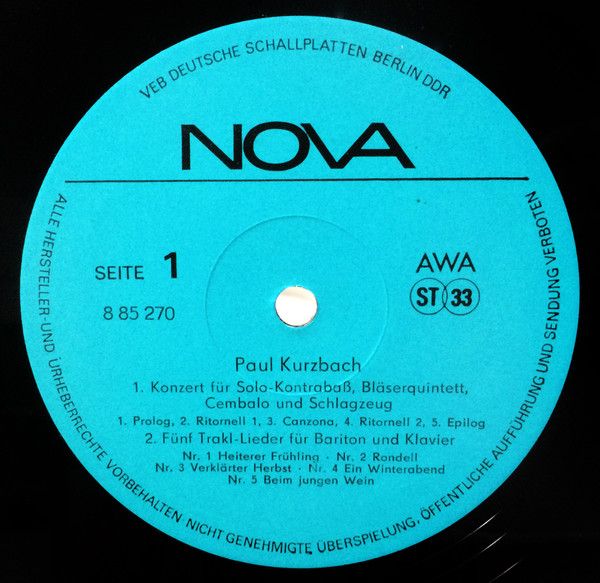 VEB DEUTSCHE SCHALLPLATTEN BERLIN DDR
NOVA
SEITE 1
8 85 270
AWA
ST 33
Paul Kurzbach
1. Konzert für Solo-Kontrabaß, Bläserquintett,
Cembalo und Schlagzeug
1. Prolog, 2. Ritornell 1, 3. Canzona, 4. Ritornell 2, 5. Epilog
2. Fünf Trakl-Lieder für Bariton und Klavier
Nr. 1 Heiterer Frühling - Nr. 2 Rondell
Nr. 3 Verklärter Herbst - Nr. 4 Ein Winterabend
Nr. 5 Beim jungen Wein
ALLE HERSTELLER-UND URHEBERRECHTE VORBEHALTEN NICHT GENEHMIGTE ÜBERSPIELUNG, ÖFFENTLICHE AUFFÜHRUNG UND SENDUNG VERBOTEN